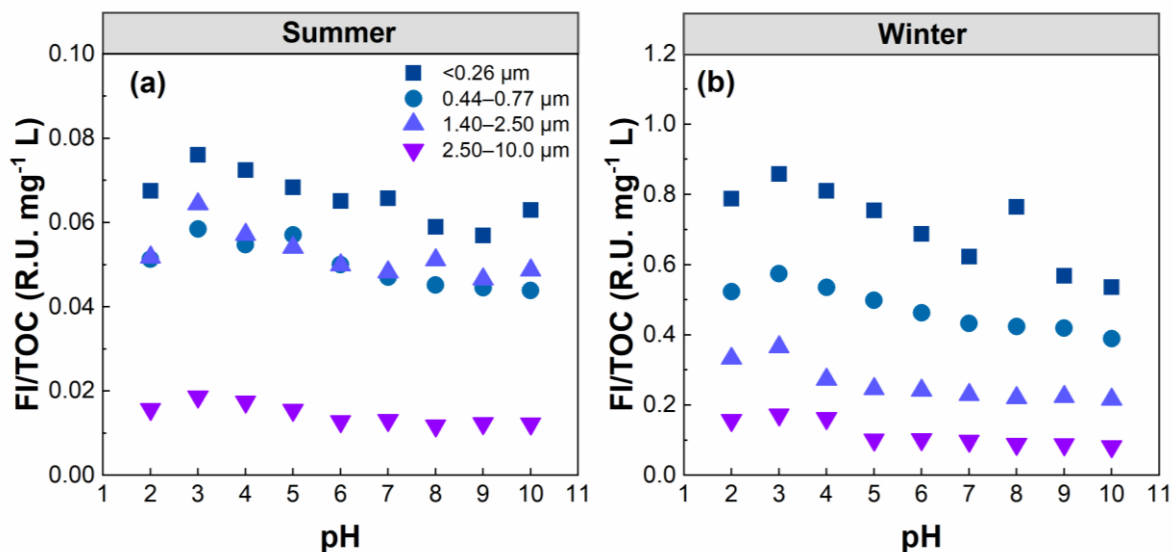 Summer
(a)
<0.26 μm
0.44–0.77 μm
1.40–2.50 μm
2.50–10.0 μm
FI/TOC (R.U. mg⁻¹ L)
0.10
0.08
0.06
0.04
0.02
0.00
1 2 3 4 5 6 7 8 9 10 11
pH
Winter
(b)
FI/TOC (R.U. mg⁻¹ L)
1.2
1.0
0.8
0.6
0.4
0.2
0.0
1 2 3 4 5 6 7 8 9 10 11
pH